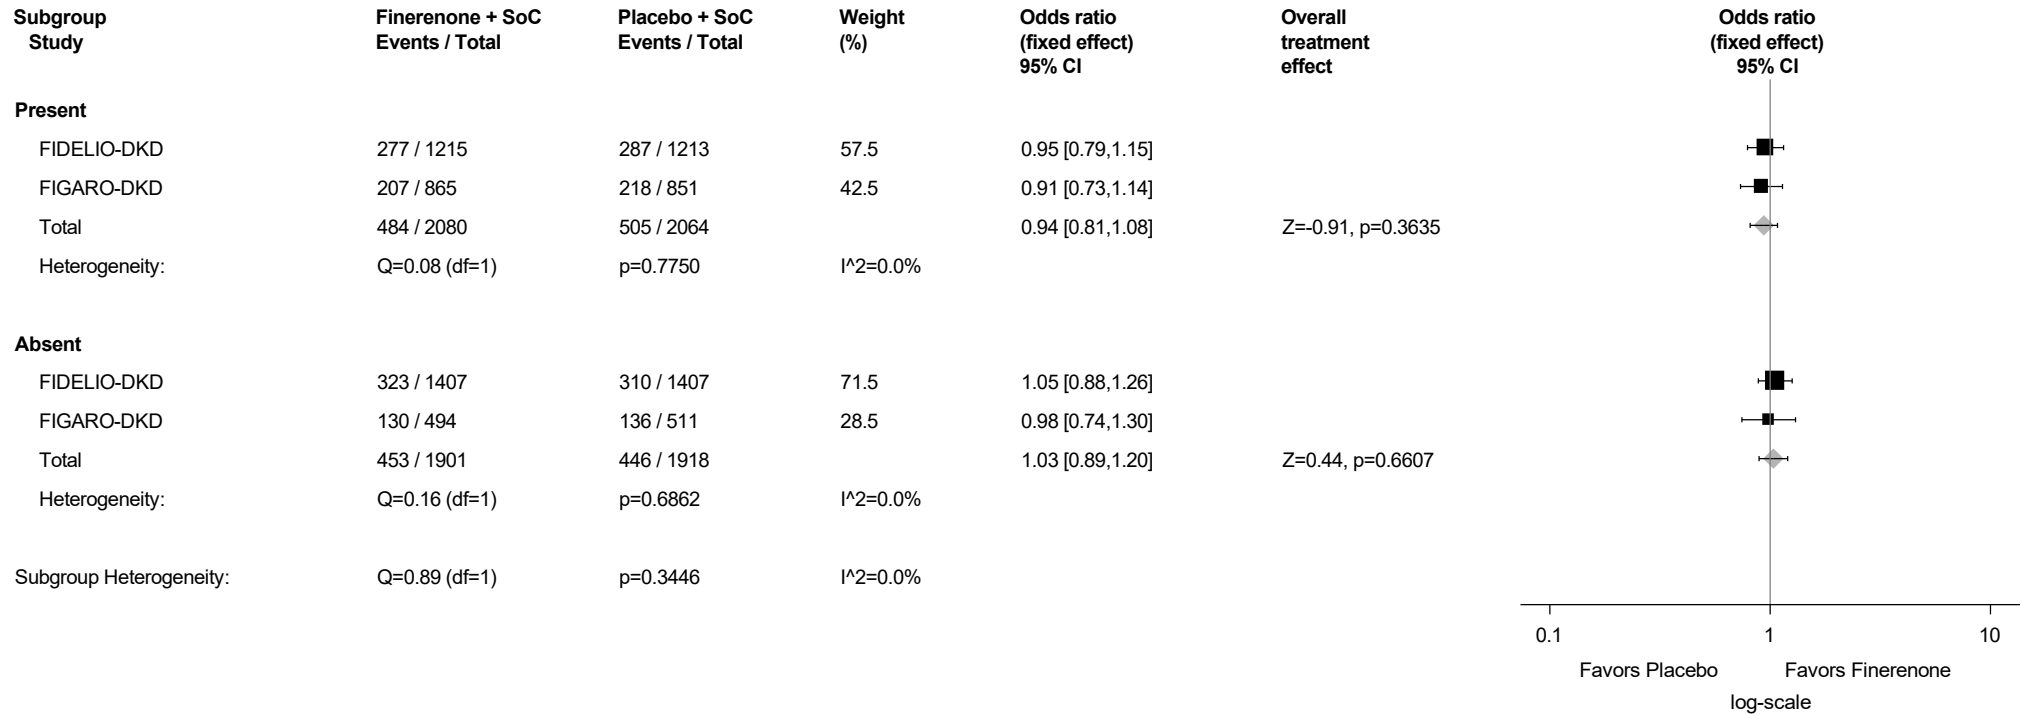 Subgroup Finerenone + SoC Placebo + SoC Weight Odds ratio Overall Odds ratio
Study Events / Total Events / Total (%) (fixed effect) treatment (fixed effect)
95% CI effect 95% CI
Present
FIDELIO-DKD 277 / 1215 287 / 1213 57.5 0.95 [0.79,1.15]
FIGARO-DKD 207 / 865 218 / 851 42.5 0.91 [0.73,1.14]
Total 484 / 2080 505 / 2064 0.94 [0.81,1.08] Z=-0.91, p=0.3635
Heterogeneity: Q=0.08 (df=1) p=0.7750 I^2=0.0%
Absent
FIDELIO-DKD 323 / 1407 310 / 1407 71.5 1.05 [0.88,1.26]
FIGARO-DKD 130 / 494 136 / 511 28.5 0.98 [0.74,1.30]
Total 453 / 1901 446 / 1918 1.03 [0.89,1.20] Z=0.44, p=0.6607
Heterogeneity: Q=0.16 (df=1) p=0.6862 I^2=0.0%
Subgroup Heterogeneity: Q=0.89 (df=1) p=0.3446 I^2=0.0%
0.1 1 10
Favors Placebo Favors Finerenone
log-scale